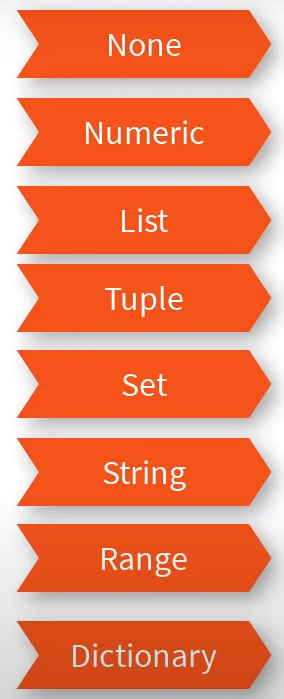 None
Numeric
List
Tuple
Set
String
Range
Dictionary